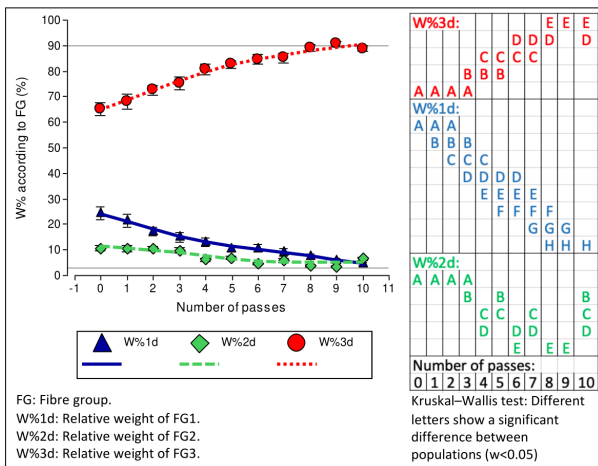 W% according to FG (%)
100
90
80
70
60
50
40
30
20
10
0
-1 0 1 2 3 4 5 6 7 8 9 10 11
Number of passes
W%1d W%2d W%3d
FG: Fibre group.
W%1d: Relative weight of FG1.
W%2d: Relative weight of FG2.
W%3d: Relative weight of FG3.
W%3d: E E E
D D D
C C C C
B B B
A A A A
W%1d:
A A A
B B B
C C C
D D D D
E E E E
F F F F
G G G
H H H
W%2d:
A A A A
B B B
C C C C
D D D D
E E E
Number of passes:
0 1 2 3 4 5 6 7 8 9 10
Kruskal–Wallis test: Different
letters show a significant
difference between
populations (w<0.05)